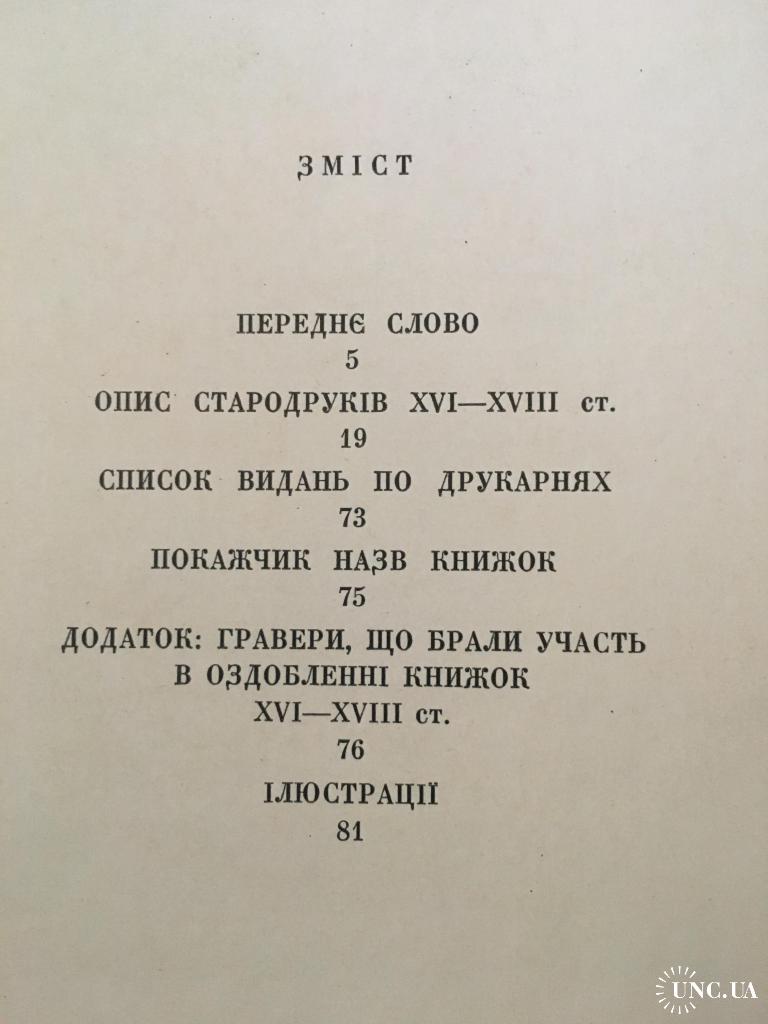 ЗМІСТ
ПЕРЕДНЄ СЛОВО
5
ОПИС СТАРОДРУКІВ XVI—XVIII ст.
19
СПИСОК ВИДАНЬ ПО ДРУКАРНЯХ
73
ПОКАЖЧИК НАЗВ КНИЖОК
75
ДОДАТОК: ГРАВЕРИ, ЩО БРАЛИ УЧАСТЬ
В ОЗДОБЛЕННІ КНИЖОК
XVI—XVIII ст.
76
ІЛЮСТРАЦІЇ
81
UNC.UA